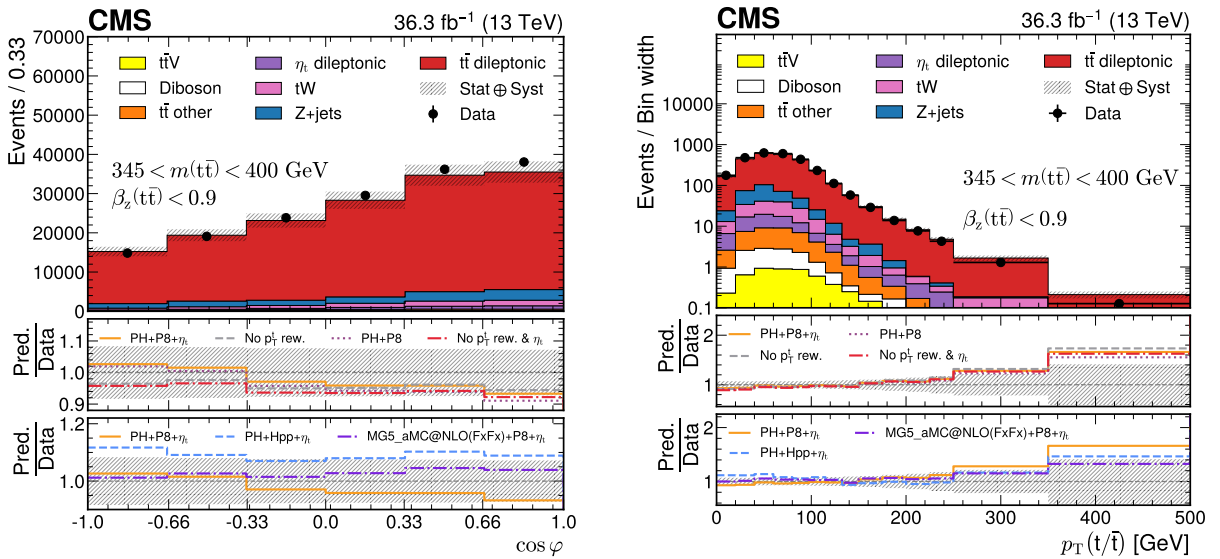 CMS 36.3 fb⁻¹ (13 TeV)
Events / 0.33
70000
60000
50000
40000
30000
20000
10000
0
tt̄V
Diboson
tt̄ other
ηₜ dileptonic
tW
Z+jets
tt̄ dileptonic
Stat ⊕ Syst
Data
345 < m(tt̄) < 400 GeV
β_z(tt̄) < 0.9
Pred.
Data
1.1
1.0
0.9
PH+P8+ηₜ
No pᵗ_T rew.
PH+P8
No pᵗ_T rew. & ηₜ
Pred.
Data
1.2
1.0
PH+P8+ηₜ
PH+Hpp+ηₜ
MG5_aMC@NLO(FxFx)+P8+ηₜ
-1.0 -0.66 -0.33 0.0 0.33 0.66 1.0
cos φ
CMS 36.3 fb⁻¹ (13 TeV)
Events / Bin width
10000
1000
100
10
1
0.1
tt̄V
Diboson
tt̄ other
ηₜ dileptonic
tW
Z+jets
tt̄ dileptonic
Stat ⊕ Syst
Data
345 < m(tt̄) < 400 GeV
β_z(tt̄) < 0.9
Pred.
Data
2
1
PH+P8+ηₜ
No pᵗ_T rew.
PH+P8
No pᵗ_T rew. & ηₜ
Pred.
Data
2
1
PH+P8+ηₜ
PH+Hpp+ηₜ
MG5_aMC@NLO(FxFx)+P8+ηₜ
0 100 200 300 400 500
p_T(t/t̄) [GeV]